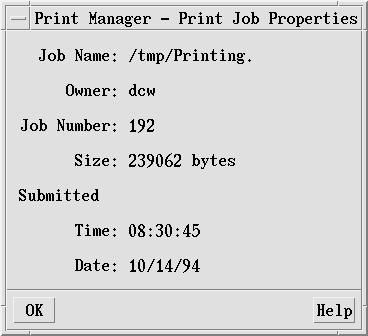 Print Manager - Print Job Properties
Job Name: /tmp/Printing.
Owner: dcw
Job Number: 192
Size: 239062 bytes
Submitted
Time: 08:30:45
Date: 10/14/94
OK Help